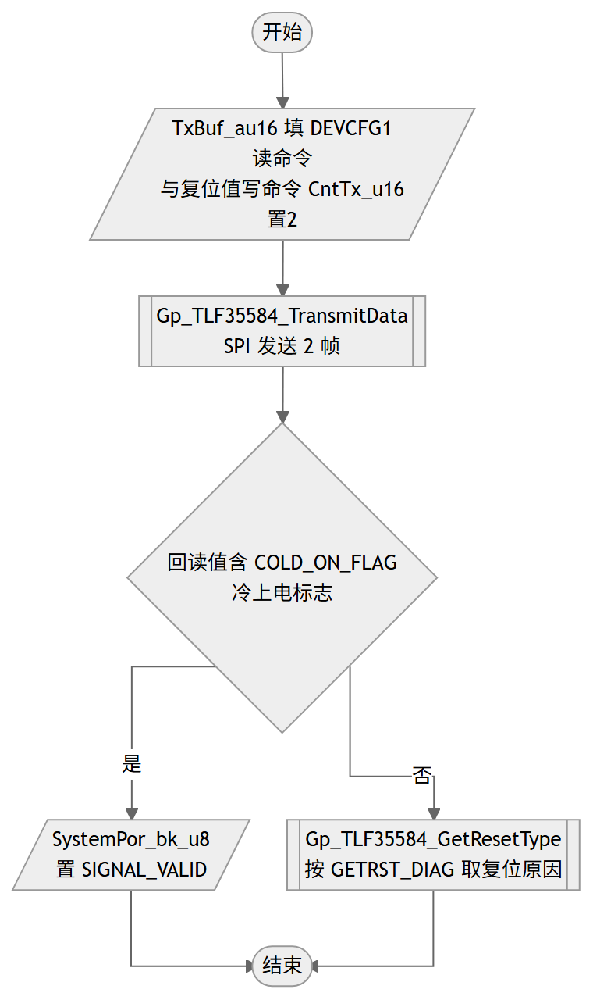 开始
TxBuf_au16 填 DEVCFG1
读命令
与复位值写命令 CntTx_u16
置2
Gp_TLF35584_TransmitData
SPI 发送 2 帧
回读值含 COLD_ON_FLAG
冷上电标志
是
否
SystemPor_bk_u8
置 SIGNAL_VALID
Gp_TLF35584_GetResetType
按 GETRST_DIAG 取复位原因
结束